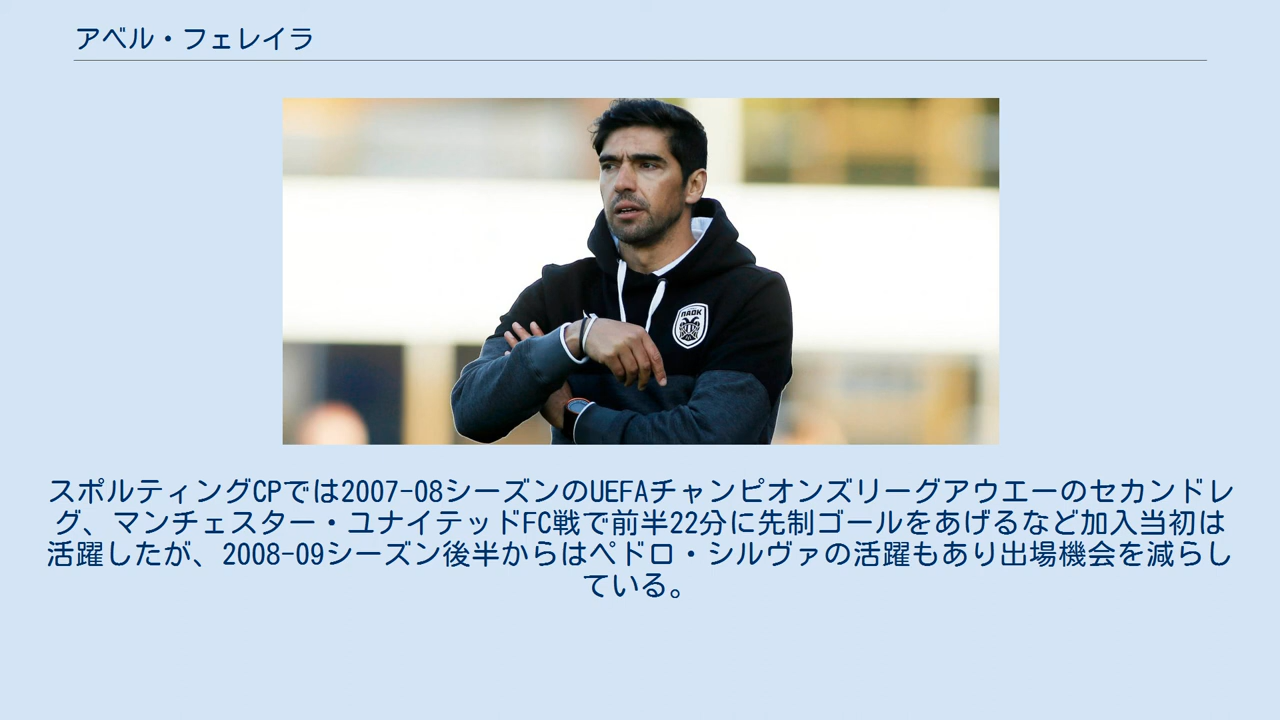 アベル・フェレイラ
ΠΑΟΚ
スポルティングCPでは2007-08シーズンのUEFAチャンピオンズリーグアウエーのセカンドレ
グ、マンチェスター・ユナイテッドFC戦で前半22分に先制ゴールをあげるなど加入当初は
活躍したが、2008-09シーズン後半からはペドロ・シルヴァの活躍もあり出場機会を減らし
ている。